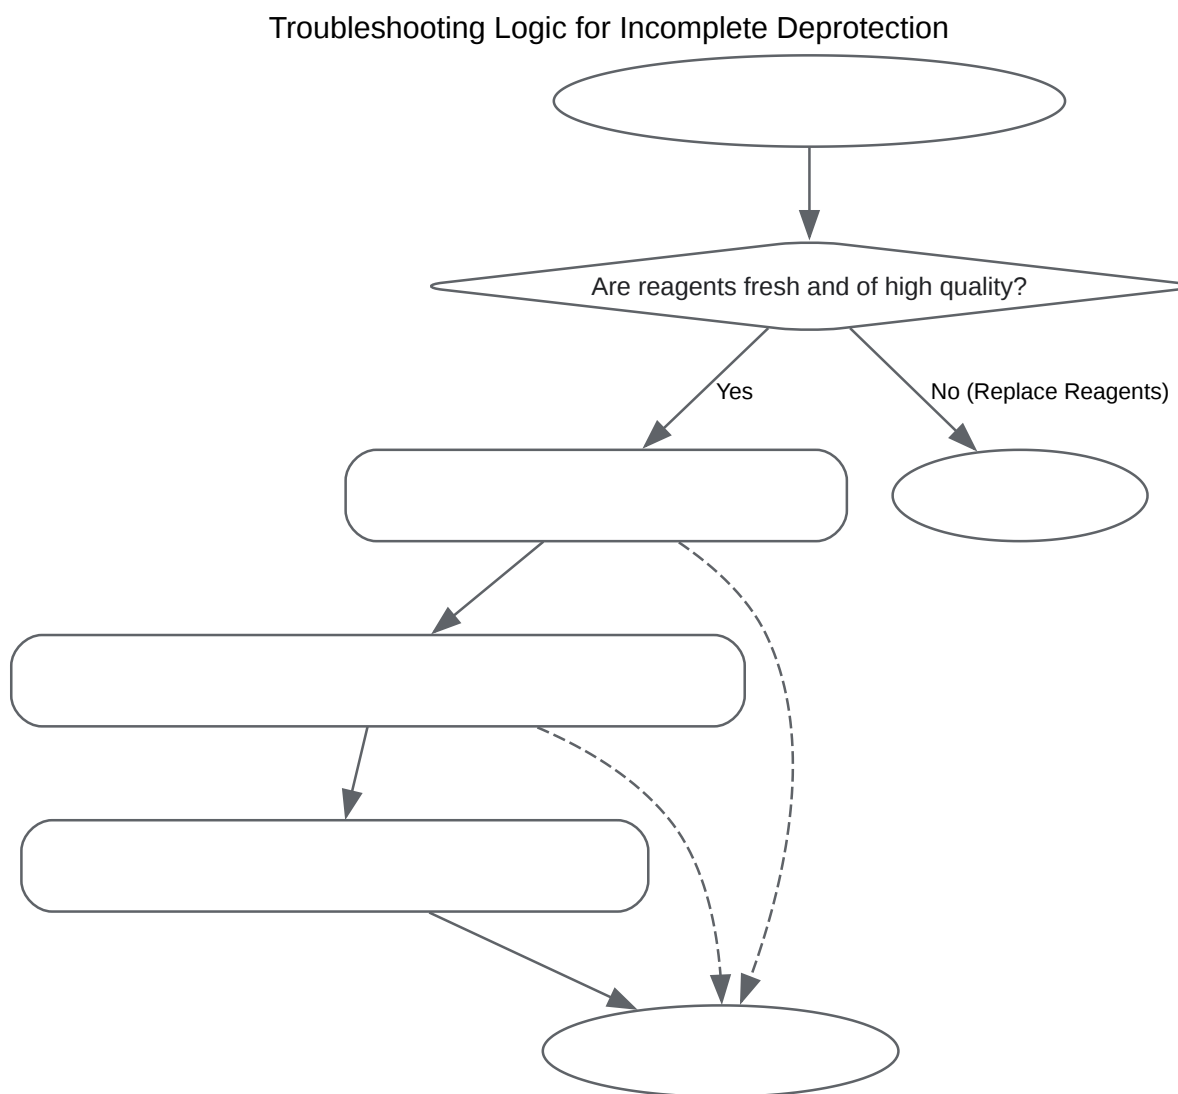 Troubleshooting Logic for Incomplete Deprotection
Are reagents fresh and of high quality?
Yes
No (Replace Reagents)